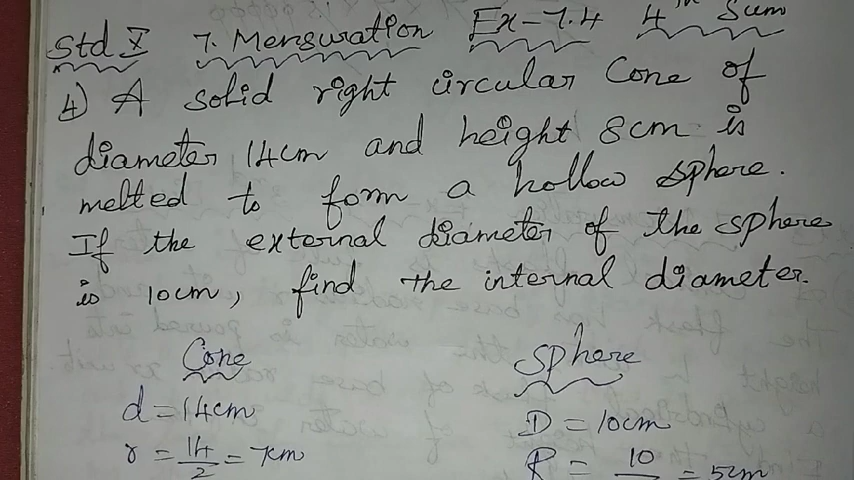 Std X 7. Mensuration Ex-7.4 4th Sum
4) A solid right circular Cone of
diameter 14cm and height 8cm is
melted to form a hollow sphere.
If the external diameter of the sphere
is 10cm, find the internal diameter.
Cone Sphere
d = 14cm D = 10cm
r = 14/2 = 7cm R = 10 = 5cm